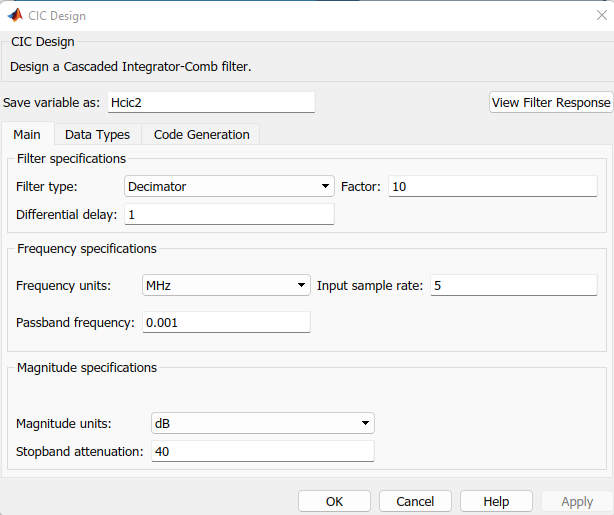 CIC Design
CIC Design
Design a Cascaded Integrator-Comb filter.
Save variable as: Hcic2 View Filter Response
Main Data Types Code Generation
Filter specifications
Filter type: Decimator Factor: 10
Differential delay: 1
Frequency specifications
Frequency units: MHz Input sample rate: 5
Passband frequency: 0.001
Magnitude specifications
Magnitude units: dB
Stopband attenuation: 40
OK Cancel Help Apply